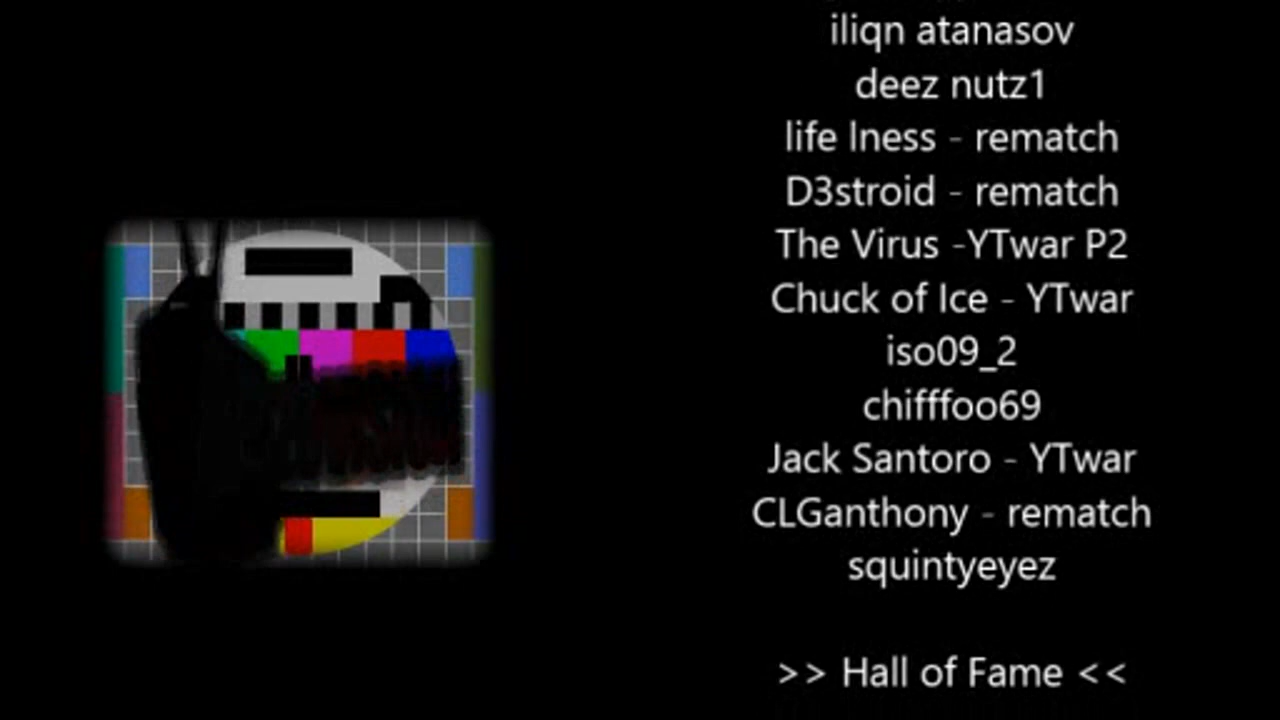 iliqn atanasov
deez nutz1
life lness - rematch
D3stroid - rematch
The Virus -YTwar P2
Chuck of Ice - YTwar
iso09_2
chifffoo69
Jack Santoro - YTwar
CLGanthony - rematch
squintyeyez
>> Hall of Fame <<